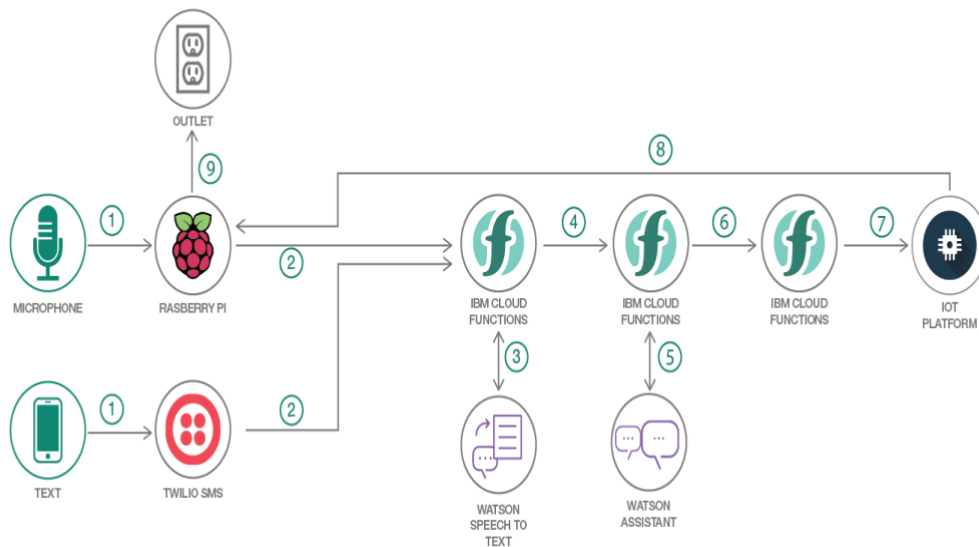 OUTLET
9
8
1
2
4
6
7
MICROPHONE
RASBERRY PI
IBM CLOUD
FUNCTIONS
IBM CLOUD
FUNCTIONS
IBM CLOUD
FUNCTIONS
IOT
PLATFORM
3
5
1
2
TEXT
TWILIO SMS
WATSON
SPEECH TO
TEXT
WATSON
ASSISTANT